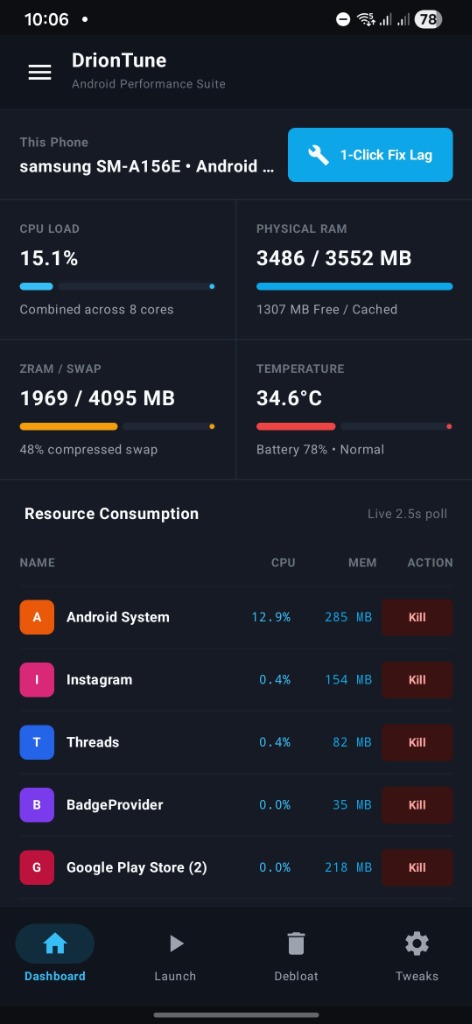 10:06
78
DrionTune
Android Performance Suite
This Phone
samsung SM-A156E • Android ...
1-Click Fix Lag
CPU LOAD
15.1%
Combined across 8 cores
PHYSICAL RAM
3486 / 3552 MB
1307 MB Free / Cached
ZRAM / SWAP
1969 / 4095 MB
48% compressed swap
TEMPERATURE
34.6°C
Battery 78% • Normal
Resource Consumption
Live 2.5s poll
NAME CPU MEM ACTION
A Android System 12.9% 285 MB Kill
I Instagram 0.4% 154 MB Kill
T Threads 0.4% 82 MB Kill
B BadgeProvider 0.0% 35 MB Kill
G Google Play Store (2) 0.0% 218 MB Kill
Dashboard Launch Debloat Tweaks